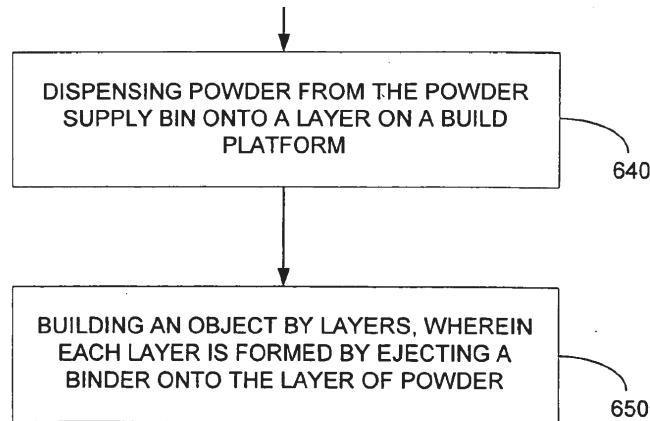 DISPENSING POWDER FROM THE POWDER
SUPPLY BIN ONTO A LAYER ON A BUILD
PLATFORM
640
BUILDING AN OBJECT BY LAYERS, WHEREIN
EACH LAYER IS FORMED BY EJECTING A
BINDER ONTO THE LAYER OF POWDER
650